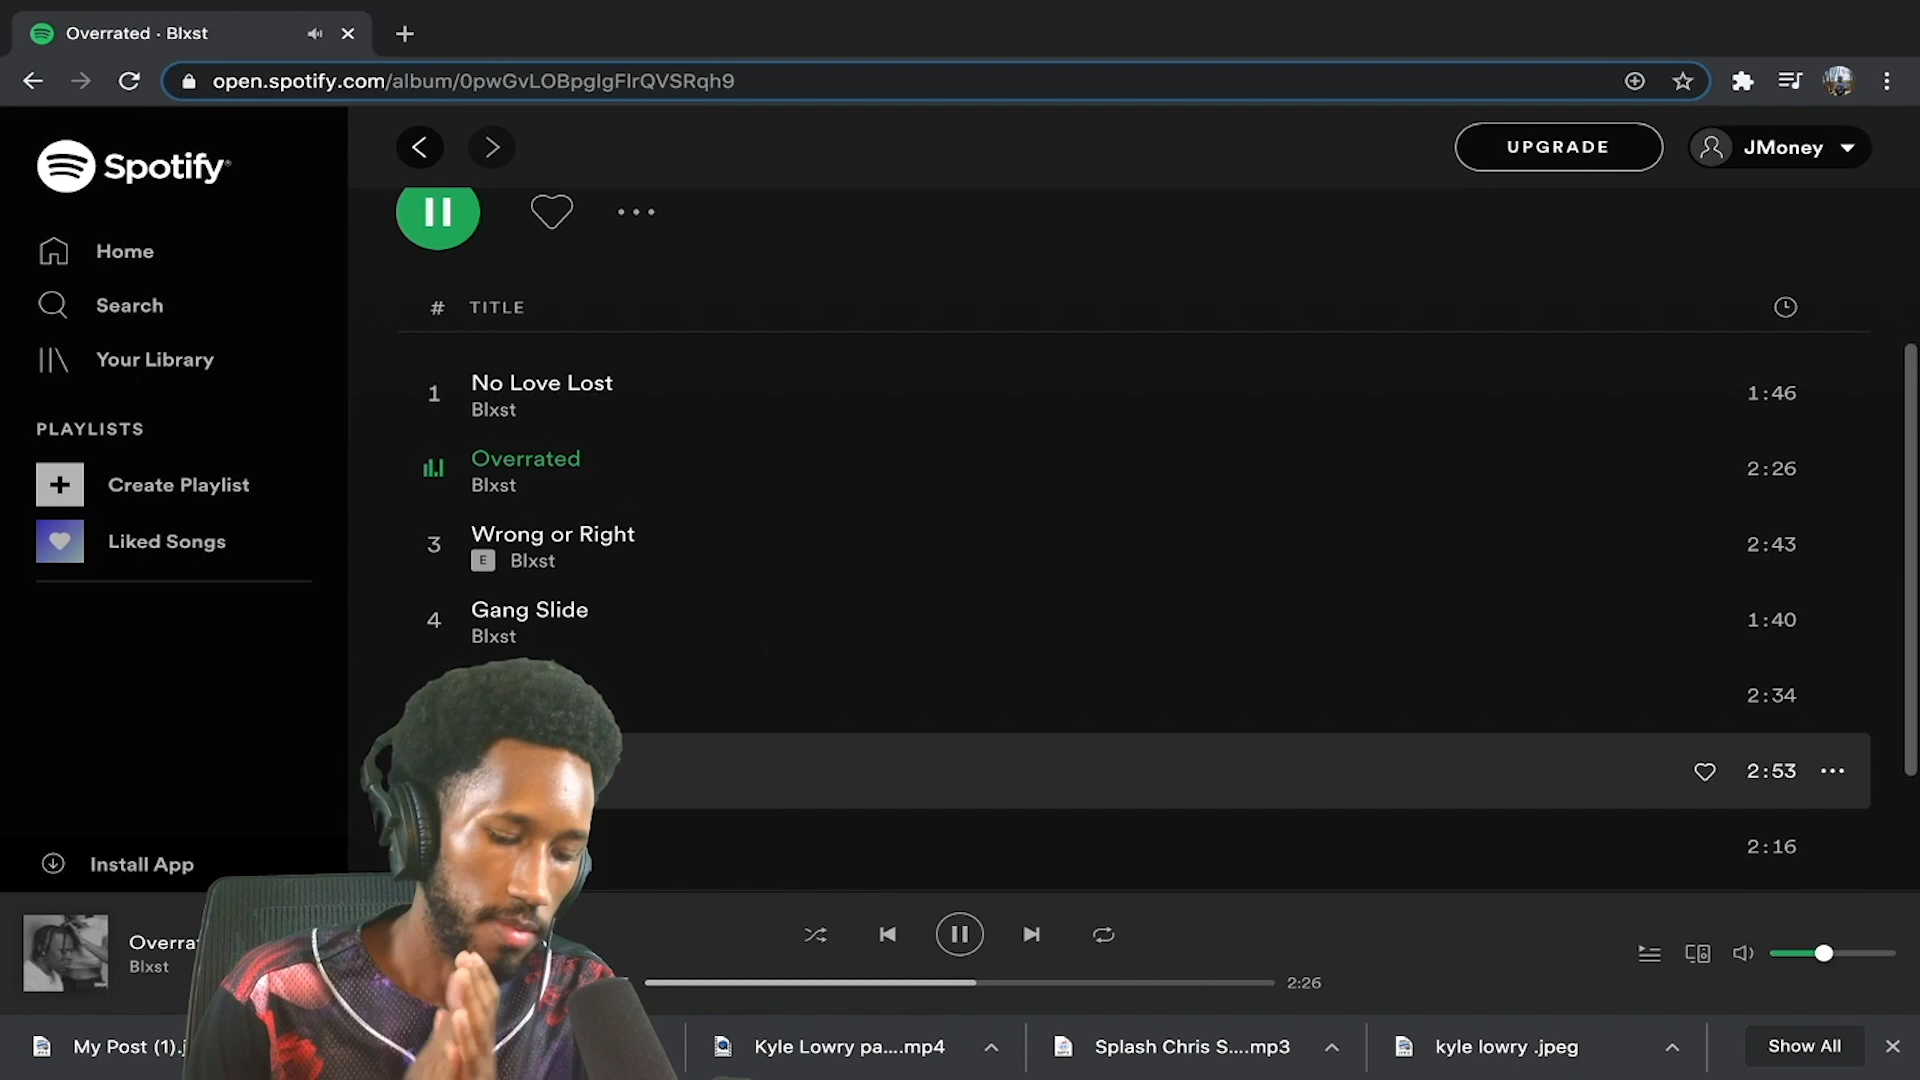 Overrated · Blxst
open.spotify.com/album/0pwGvLOBpgIgFIrQVSRqh9
Spotify
UPGRADE
JMoney
Home
Search
Your Library
PLAYLISTS
Create Playlist
Liked Songs
Install App
# TITLE
1 No Love Lost 1:46
Blxst
Overrated 2:26
Blxst
3 Wrong or Right 2:43
E Blxst
4 Gang Slide 1:40
Blxst
2:34
2:53
2:16
Overra
Blxst
2:26
My Post (1).j
Kyle Lowry pa....mp4
Splash Chris S....mp3
kyle lowry .jpeg
Show All